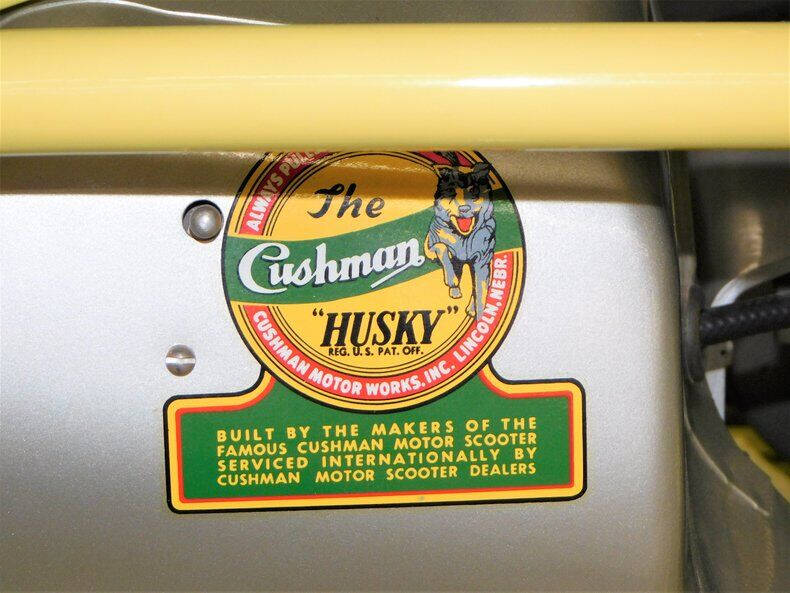 ALWAYS
The
Cushman
"HUSKY"
REG. U.S. PAT. OFF.
CUSHMAN MOTOR WORKS, INC. LINCOLN, NEBR.
BUILT BY THE MAKERS OF THE
FAMOUS CUSHMAN MOTOR SCOOTER
SERVICED INTERNATIONALLY BY
CUSHMAN MOTOR SCOOTER DEALERS